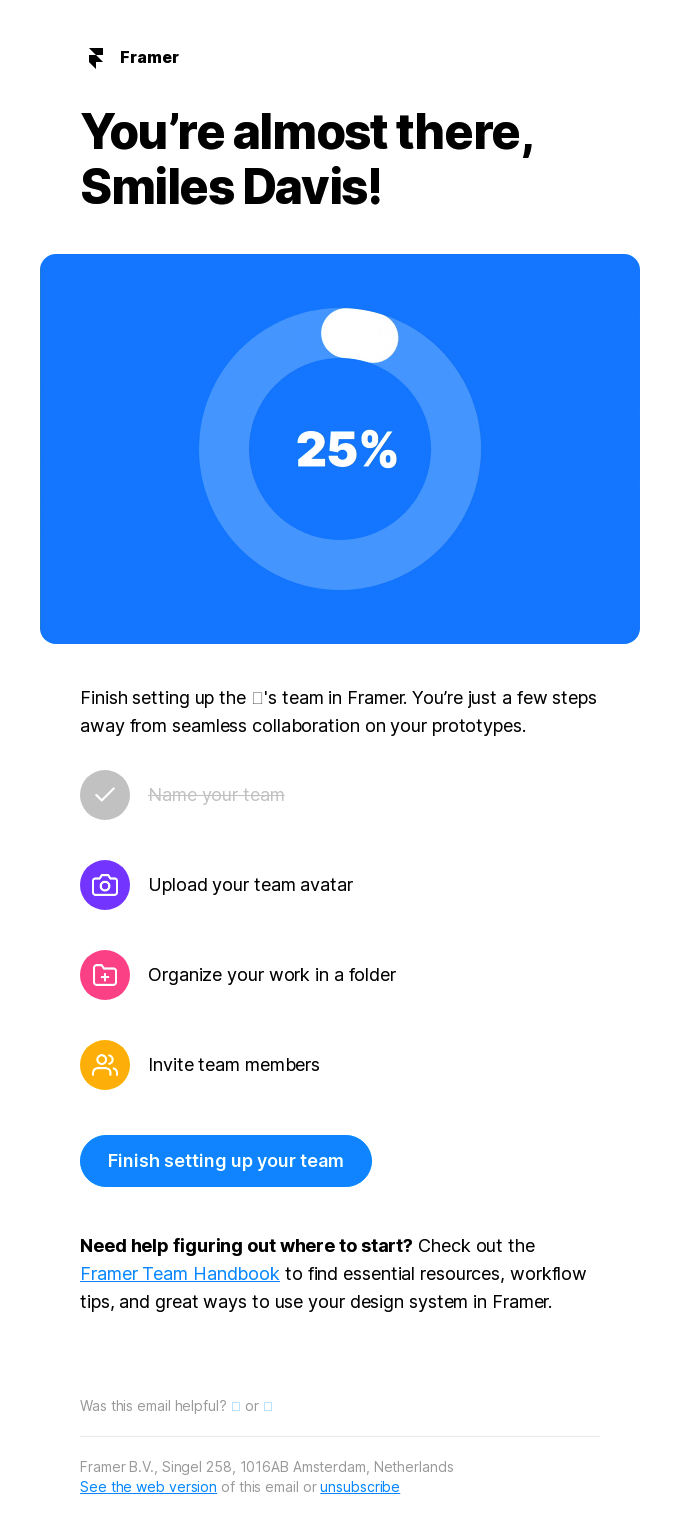 Framer
You’re almost there,
Smiles Davis!
25%
Finish setting up the 's team in Framer. You’re just a few steps
away from seamless collaboration on your prototypes.
Name your team
Upload your team avatar
Organize your work in a folder
Invite team members
Finish setting up your team
Need help figuring out where to start? Check out the
Framer Team Handbook to find essential resources, workflow
tips, and great ways to use your design system in Framer.
Was this email helpful? or
Framer B.V., Singel 258, 1016AB Amsterdam, Netherlands
See the web version of this email or unsubscribe